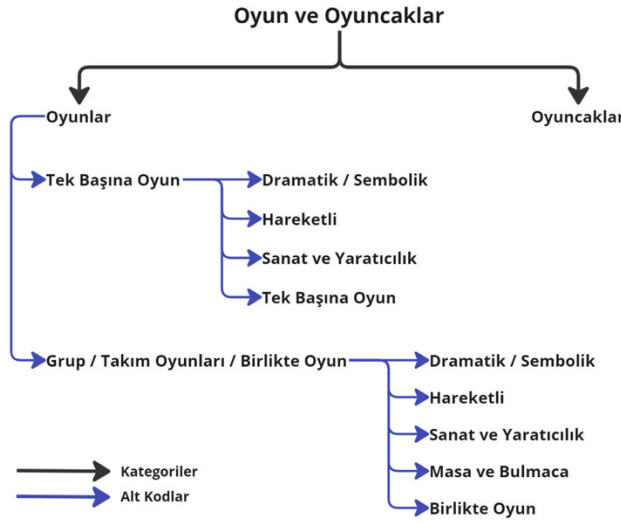 Oyun ve Oyuncaklar
Oyunlar
Oyuncaklar
Tek Başına Oyun
Dramatik / Sembolik
Hareketli
Sanat ve Yaratıcılık
Tek Başına Oyun
Grup / Takım Oyunları / Birlikte Oyun
Dramatik / Sembolik
Hareketli
Sanat ve Yaratıcılık
Masa ve Bulmaca
Birlikte Oyun
Kategoriler
Alt Kodlar